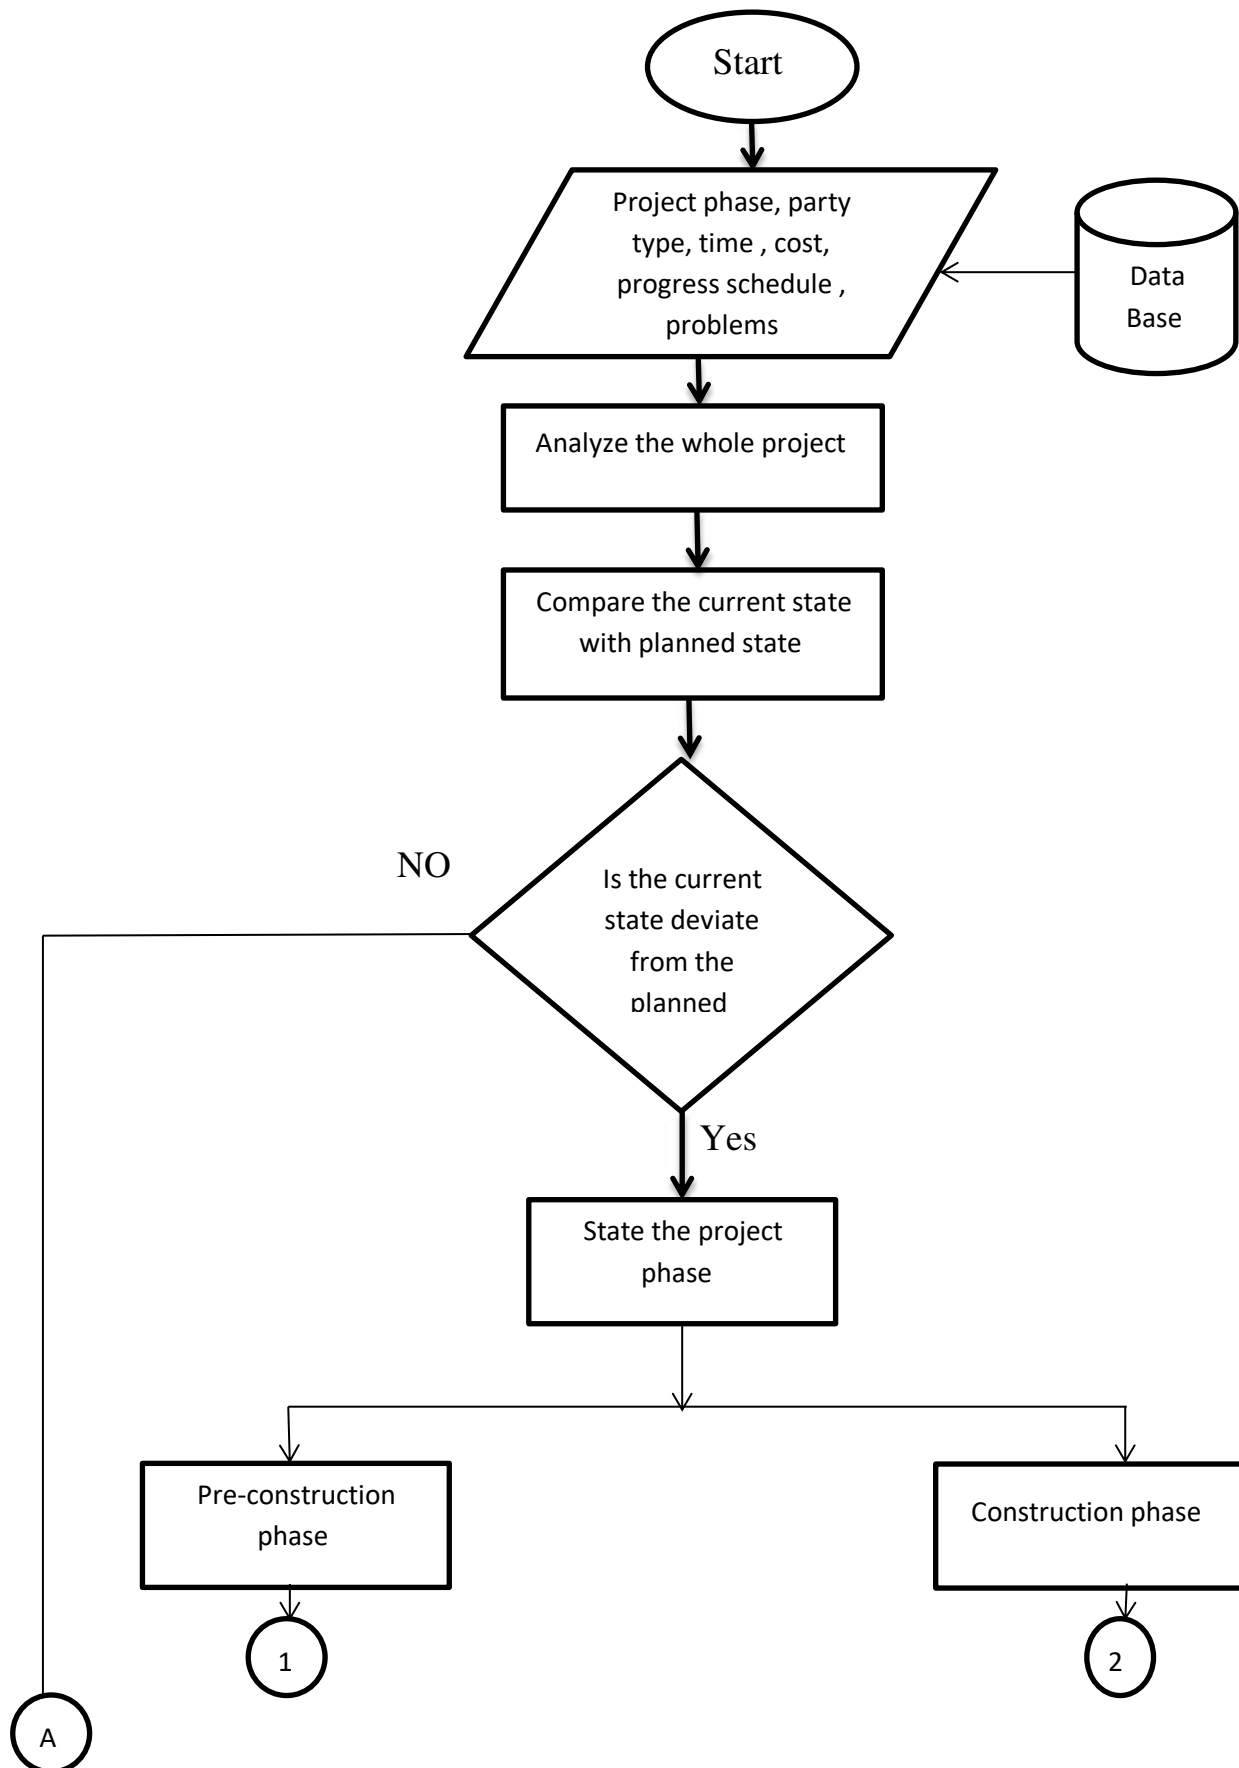 Start
Project phase, party
type, time , cost,
progress schedule ,
problems
Data
Base
Analyze the whole project
Compare the current state
with planned state
NO
Is the current
state deviate
from the
planned
Yes
State the project
phase
Pre-construction
phase
Construction phase
1
2
A